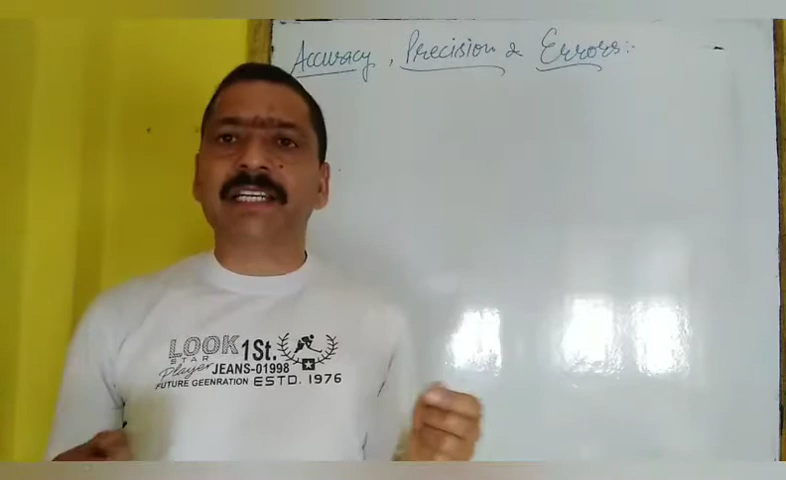 Accuracy, Precision & Errors:-
LOOK 1St.
STAR
Player JEANS-01998
FUTURE GEENRATION ESTD. 1976